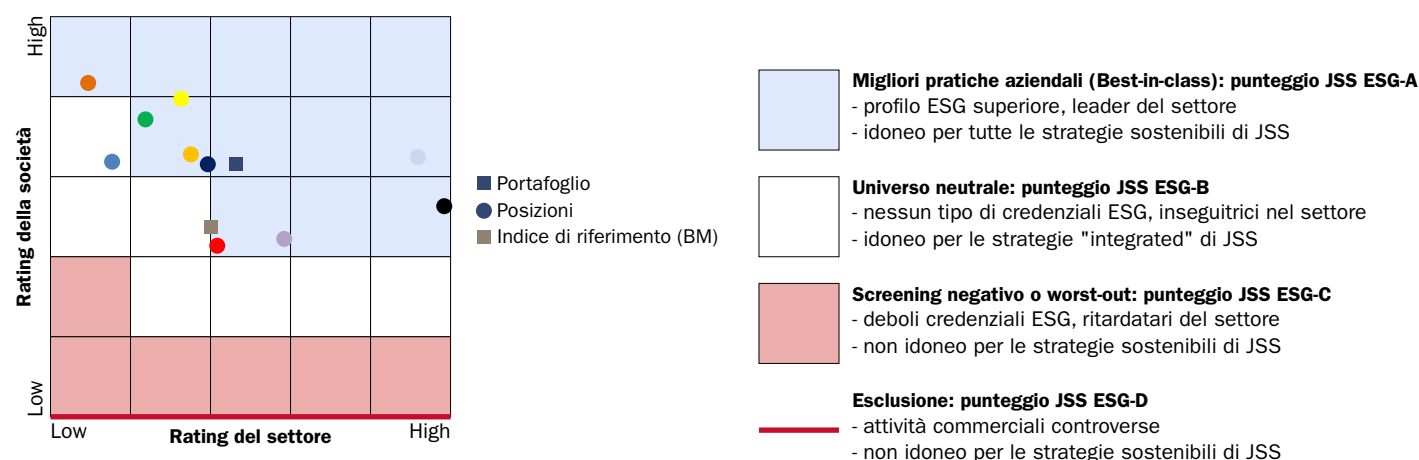 High
Rating della società
Low
Low
Rating del settore
High
Portafoglio
Posizioni
Indice di riferimento (BM)
Migliori pratiche aziendali (Best-in-class): punteggio JSS ESG-A
- profilo ESG superiore, leader del settore
- idoneo per tutte le strategie sostenibili di JSS
Universo neutrale: punteggio JSS ESG-B
- nessun tipo di credenziali ESG, inseguitrici nel settore
- idoneo per le strategie "integrated" di JSS
Screening negativo o worst-out: punteggio JSS ESG-C
- deboli credenziali ESG, ritardatari del settore
- non idoneo per le strategie sostenibili di JSS
Esclusione: punteggio JSS ESG-D
- attività commerciali controverse
- non idoneo per le strategie sostenibili di JSS